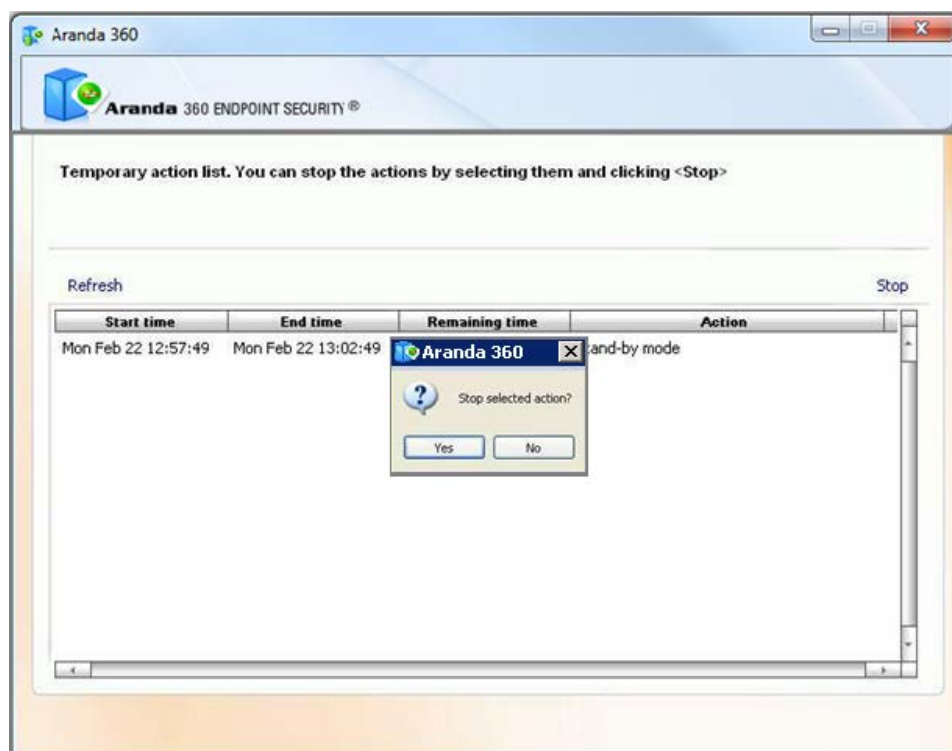 Aranda 360
Aranda 360 ENDPOINT SECURITY ®
Temporary action list. You can stop the actions by selecting them and clicking <Stop>
Refresh Stop
Start time End time Remaining time Action
Mon Feb 22 12:57:49 Mon Feb 22 13:02:49 tand-by mode
Aranda 360
Stop selected action?
Yes No